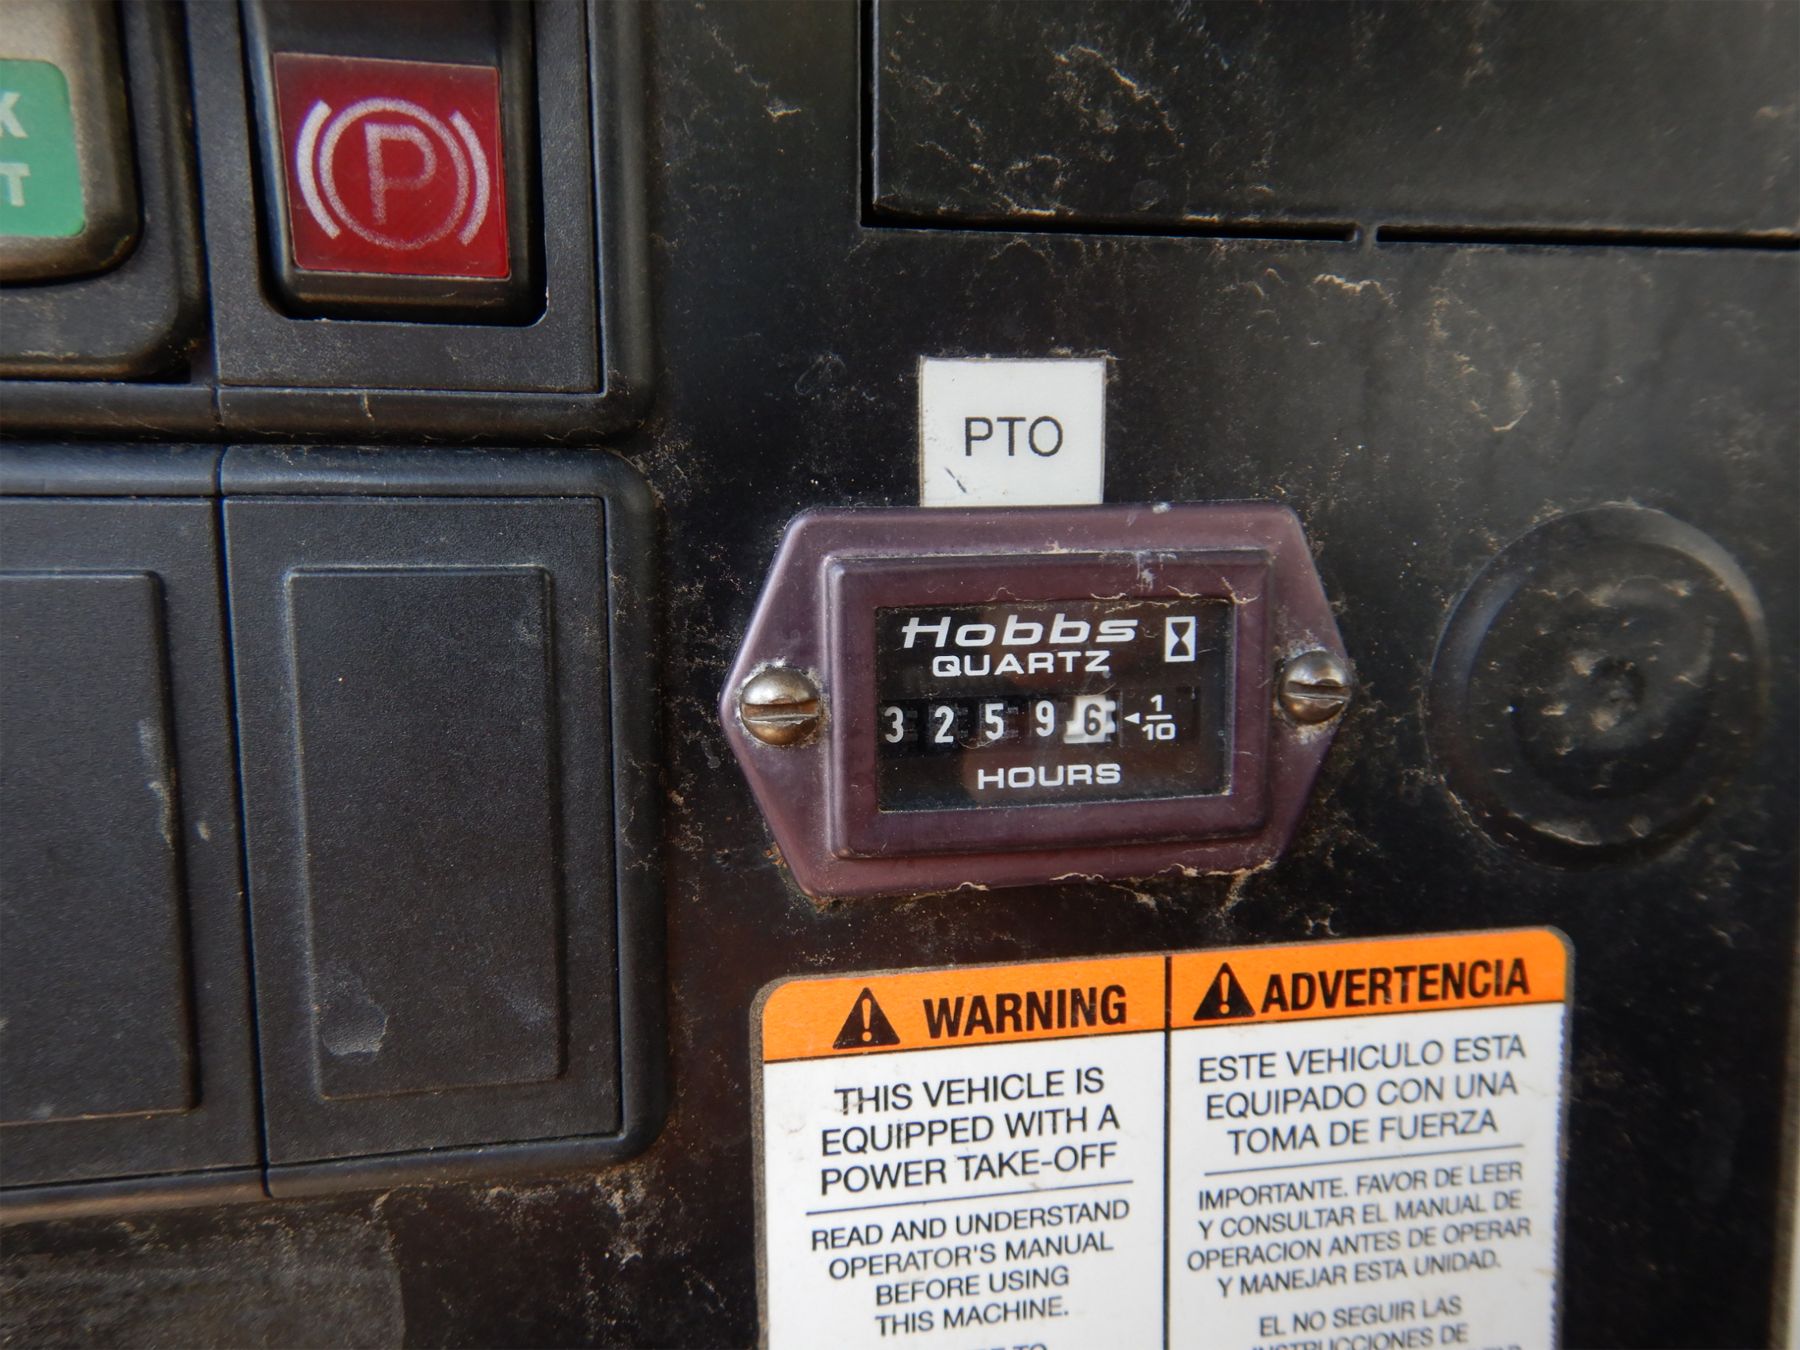 P
PTO
Hobbs
QUARTZ
3 2 5 9 6 1/10
HOURS
WARNING
THIS VEHICLE IS
EQUIPPED WITH A
POWER TAKE-OFF
READ AND UNDERSTAND
OPERATOR'S MANUAL
BEFORE USING
THIS MACHINE.
ADVERTENCIA
ESTE VEHICULO ESTA
EQUIPADO CON UNA
TOMA DE FUERZA
IMPORTANTE. FAVOR DE LEER
Y CONSULTAR EL MANUAL DE
OPERACION ANTES DE OPERAR
Y MANEJAR ESTA UNIDAD.
EL NO SEGUIR LAS
INSTRUCCIONES DE